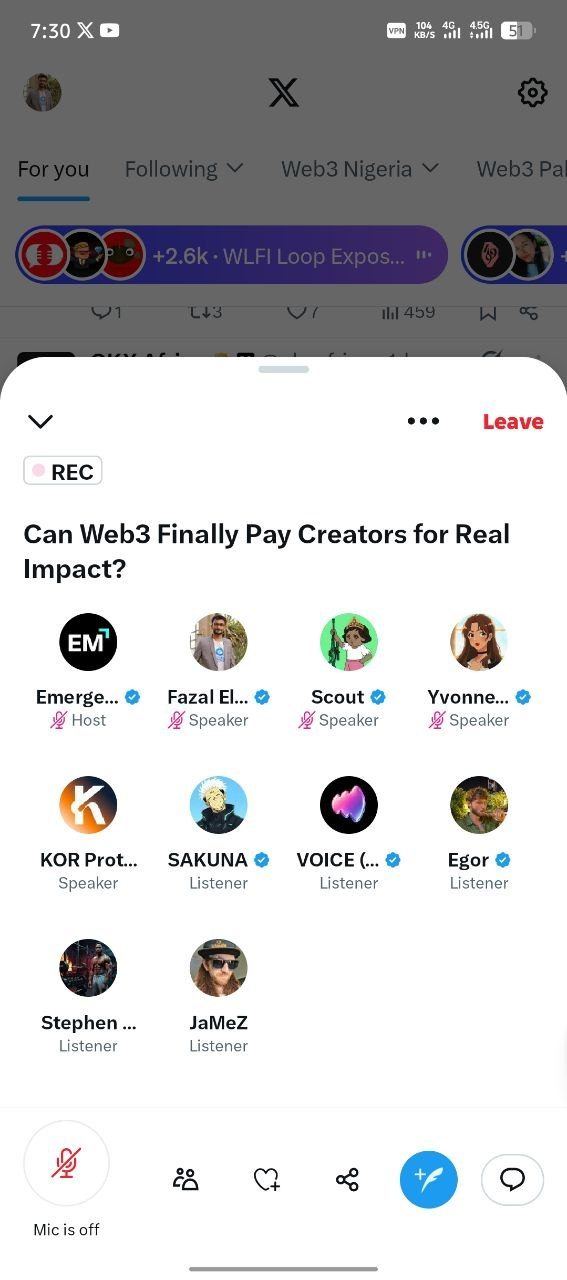 7:30
VPN 104 KB/S 4G 4.5G 51
For you Following Web3 Nigeria Web3 Pa
+2.6k · WLFI Loop Expos... +
1 3 7 459
REC
... Leave
Can Web3 Finally Pay Creators for Real
Impact?
EM
Emerge... Fazal El... Scout Yvonne...
Host Speaker Speaker Speaker
K
KOR Prot... SAKUNA VOICE (... Egor
Speaker Listener Listener Listener
Stephen ... JaMeZ
Listener Listener
Mic is off